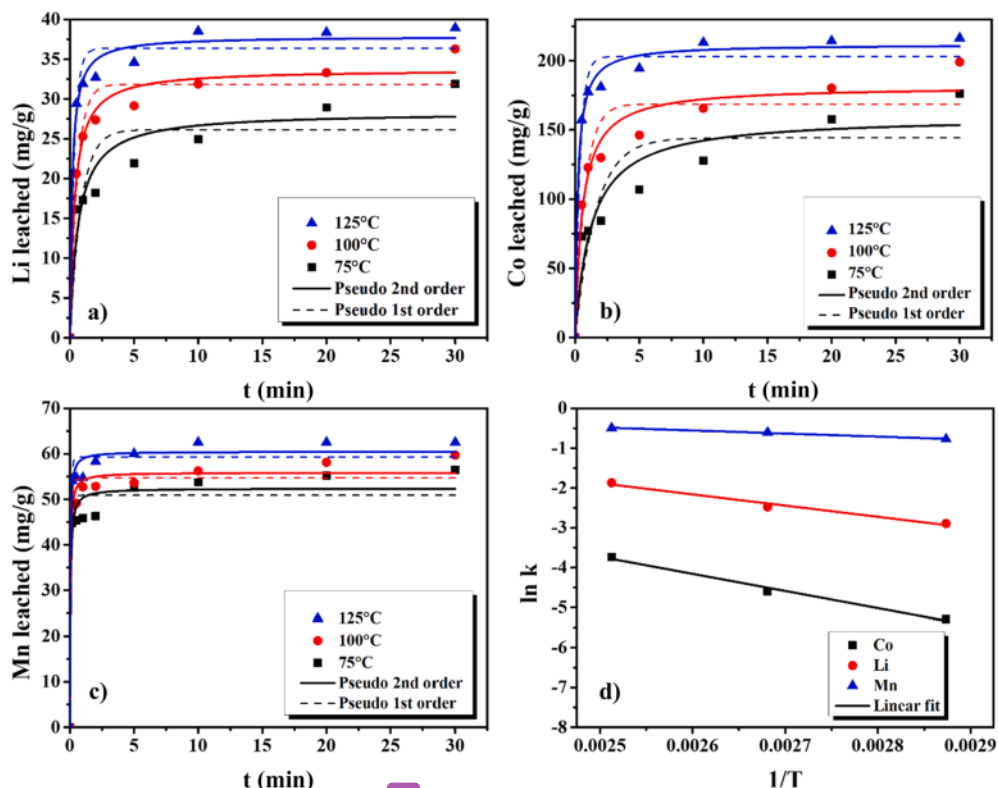 40
35
30
25
20
15
10
5
0
Li leached (mg/g)
125°C
100°C
75°C
Pseudo 2nd order
Pseudo 1st order
a)
0 5 10 15 20 25 30
t (min)
200
150
100
50
0
Co leached (mg/g)
125°C
100°C
75°C
Pseudo 2nd order
Pseudo 1st order
b)
0 5 10 15 20 25 30
t (min)
70
60
50
40
30
20
10
0
Mn leached (mg/g)
125°C
100°C
75°C
Pseudo 2nd order
Pseudo 1st order
c)
0 5 10 15 20 25 30
t (min)
-0
-1
-2
-3
-4
-5
-6
-7
-8
ln k
Co
Li
Mn
Linear fit
d)
0.0025 0.0026 0.0027 0.0028 0.0029
1/T